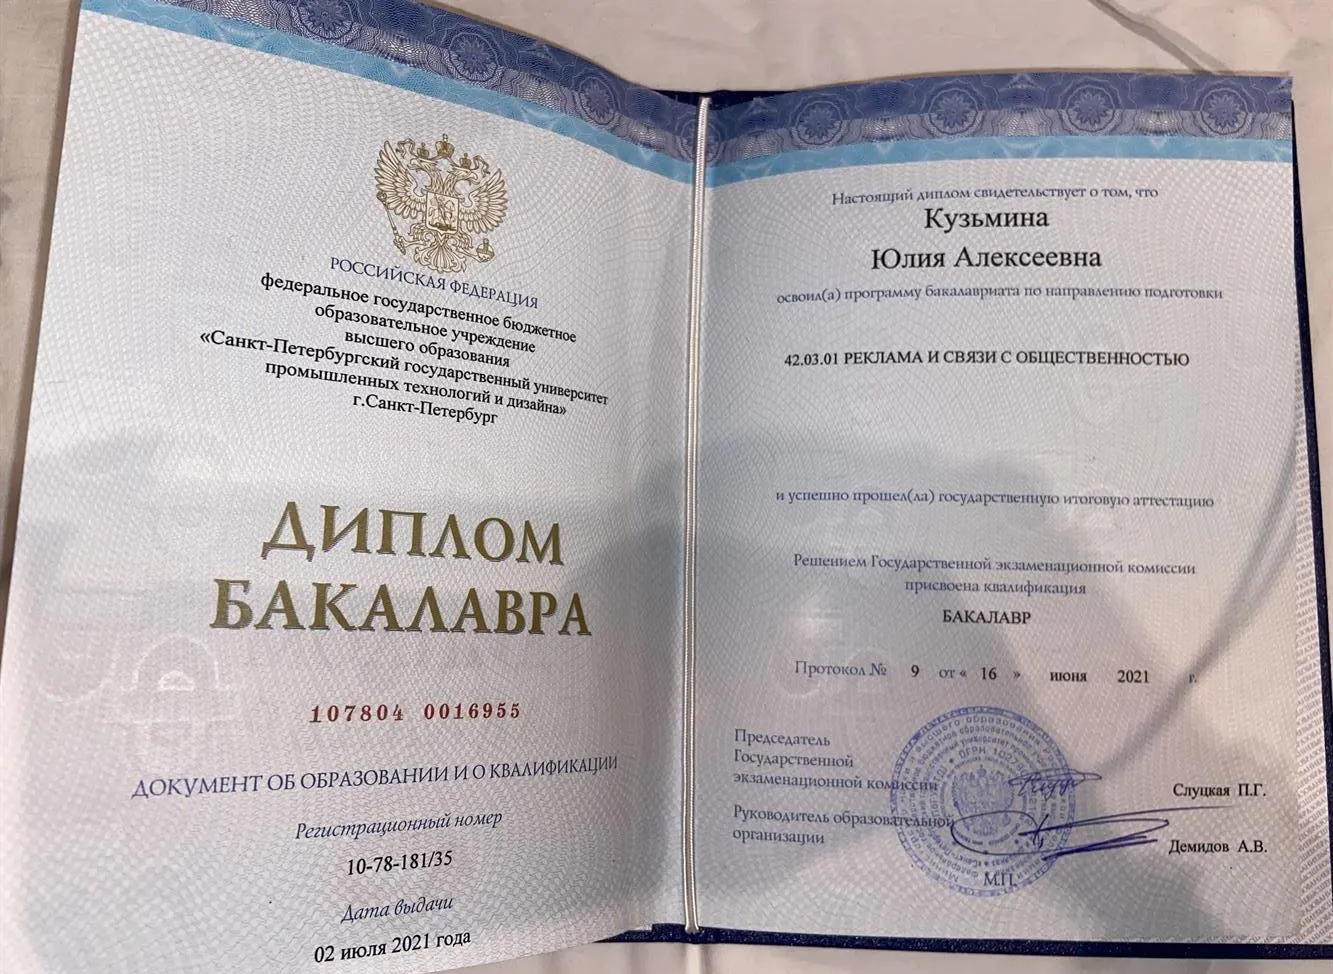 РОССИЙСКАЯ ФЕДЕРАЦИЯ
федеральное государственное бюджетное
образовательное учреждение
высшего образования
«Санкт-Петербургский государственный университет
промышленных технологий и дизайна»
г.Санкт-Петербург
ДИПЛОМ
БАКАЛАВРА
107804 0016955
ДОКУМЕНТ ОБ ОБРАЗОВАНИИ И О КВАЛИФИКАЦИИ
Регистрационный номер
10-78-181/35
Дата выдачи
02 июля 2021 года
Настоящий диплом свидетельствует о том, что
Кузьмина
Юлия Алексеевна
освоил(а) программу бакалавриата по направлению подготовки
42.03.01 РЕКЛАМА И СВЯЗИ С ОБЩЕСТВЕННОСТЬЮ
и успешно прошел(ла) государственную итоговую аттестацию
Решением Государственной экзаменационной комиссии
присвоена квалификация
БАКАЛАВР
Протокол № 9 от « 16 » июня 2021 г.
Председатель
Государственной
экзаменационной комиссии
Слуцкая П.Г.
Руководитель образовательной
организации
Демидов А.В.
М.П.